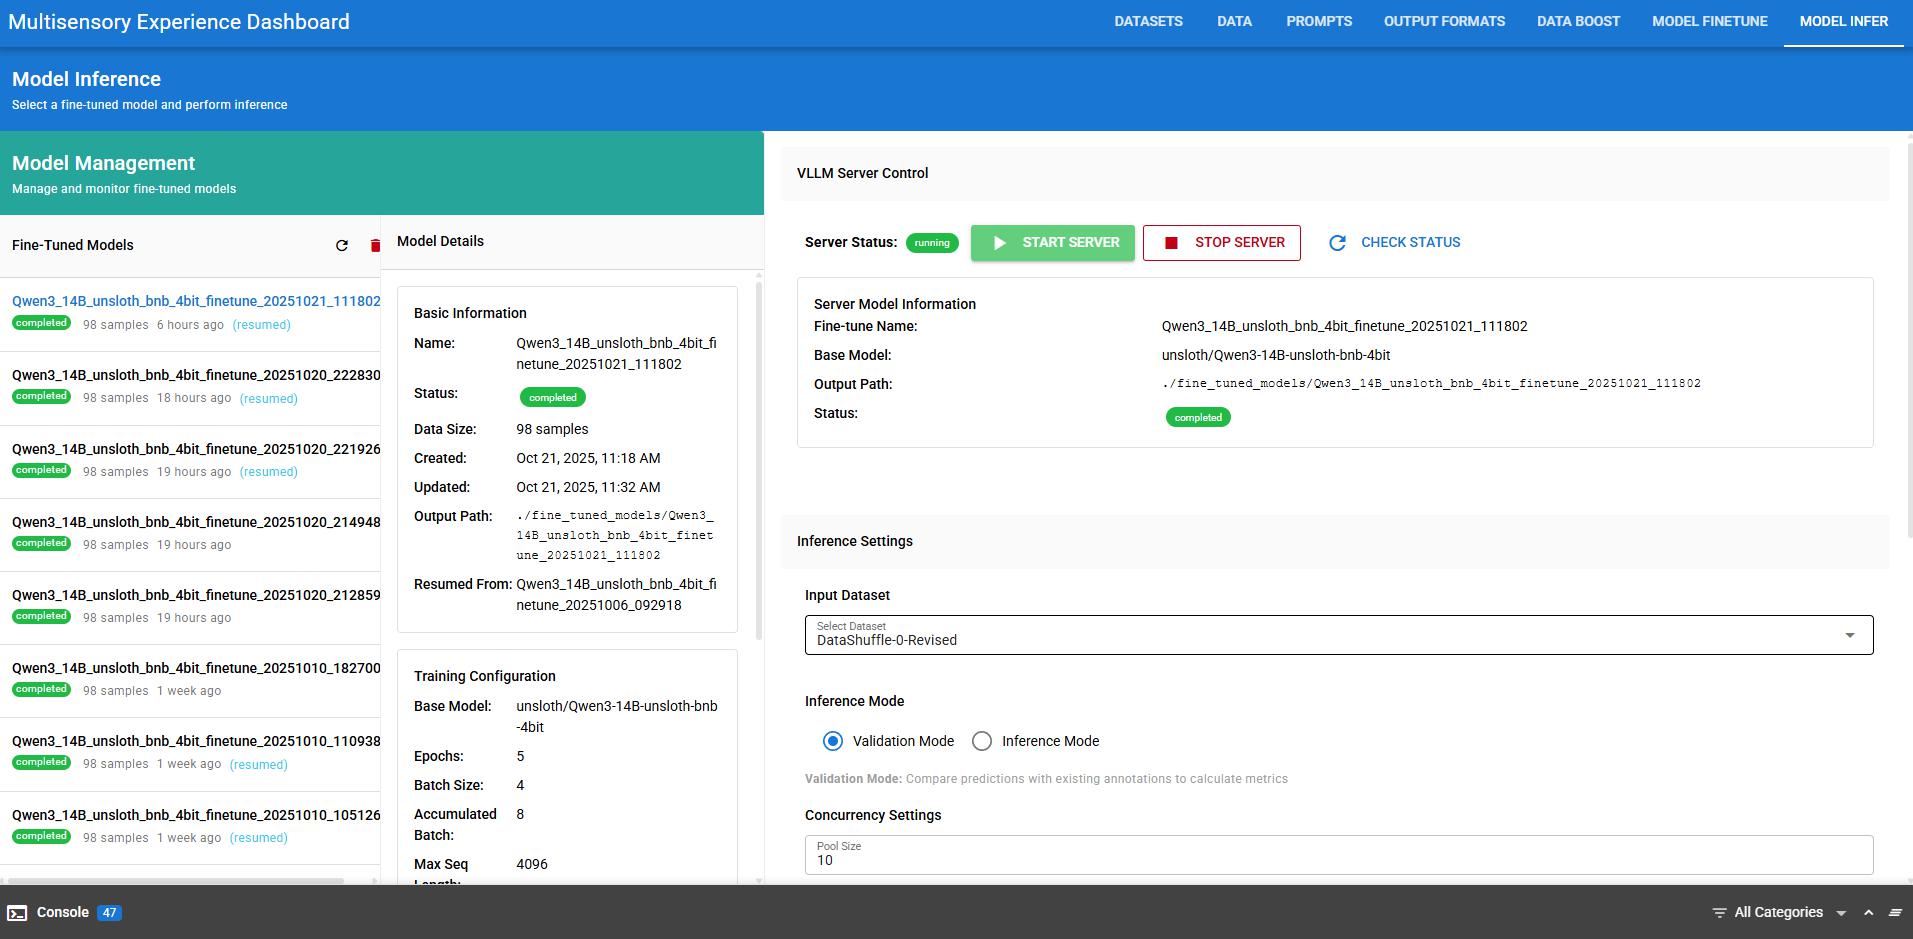 Multisensory Experience Dashboard
DATASETS DATA PROMPTS OUTPUT FORMATS DATA BOOST MODEL FINETUNE MODEL INFER
Model Inference
Select a fine-tuned model and perform inference
Model Management
Manage and monitor fine-tuned models
Fine-Tuned Models
Qwen3_14B_unsloth_bnb_4bit_finetune_20251021_111802
completed 98 samples 6 hours ago (resumed)
Qwen3_14B_unsloth_bnb_4bit_finetune_20251020_222830
completed 98 samples 18 hours ago (resumed)
Qwen3_14B_unsloth_bnb_4bit_finetune_20251020_221926
completed 98 samples 19 hours ago (resumed)
Qwen3_14B_unsloth_bnb_4bit_finetune_20251020_214948
completed 98 samples 19 hours ago
Qwen3_14B_unsloth_bnb_4bit_finetune_20251020_212859
completed 98 samples 19 hours ago
Qwen3_14B_unsloth_bnb_4bit_finetune_20251010_182700
completed 98 samples 1 week ago
Qwen3_14B_unsloth_bnb_4bit_finetune_20251010_110938
completed 98 samples 1 week ago (resumed)
Qwen3_14B_unsloth_bnb_4bit_finetune_20251010_105126
completed 98 samples 1 week ago (resumed)
Model Details
Basic Information
Name: Qwen3_14B_unsloth_bnb_4bit_fi
netune_20251021_111802
Status: completed
Data Size: 98 samples
Created: Oct 21, 2025, 11:18 AM
Updated: Oct 21, 2025, 11:32 AM
Output Path: ./fine_tuned_models/Qwen3_
14B_unsloth_bnb_4bit_finet
une_20251021_111802
Resumed From: Qwen3_14B_unsloth_bnb_4bit_fi
netune_20251006_092918
Training Configuration
Base Model: unsloth/Qwen3-14B-unsloth-bnb
-4bit
Epochs: 5
Batch Size: 4
Accumulated 8
Batch:
Max Seq 4096
Length:
VLLM Server Control
Server Status: running START SERVER STOP SERVER CHECK STATUS
Server Model Information
Fine-tune Name: Qwen3_14B_unsloth_bnb_4bit_finetune_20251021_111802
Base Model: unsloth/Qwen3-14B-unsloth-bnb-4bit
Output Path: ./fine_tuned_models/Qwen3_14B_unsloth_bnb_4bit_finetune_20251021_111802
Status: completed
Inference Settings
Input Dataset
Select Dataset
DataShuffle-0-Revised
Inference Mode
Validation Mode Inference Mode
Validation Mode: Compare predictions with existing annotations to calculate metrics
Concurrency Settings
Pool Size
10
Console 47
All Categories